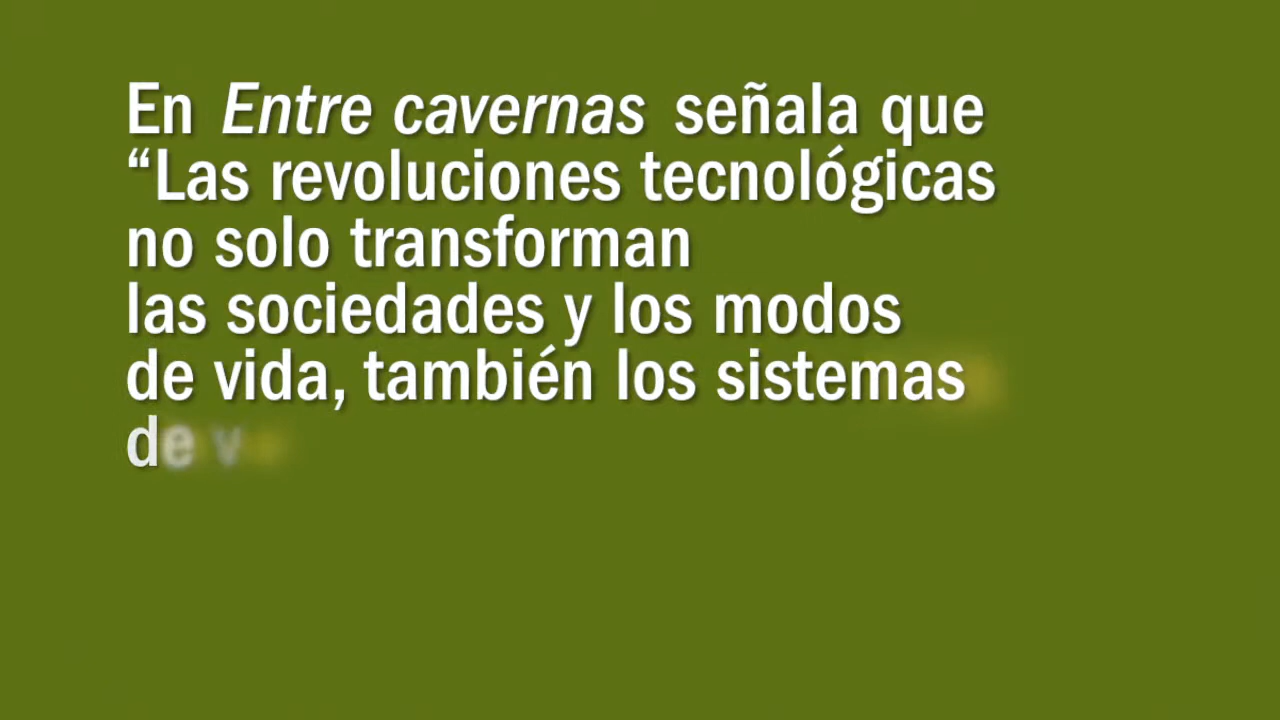 En Entre cavernas señala que
“Las revoluciones tecnológicas
no solo transforman
las sociedades y los modos
de vida, también los sistemas
de